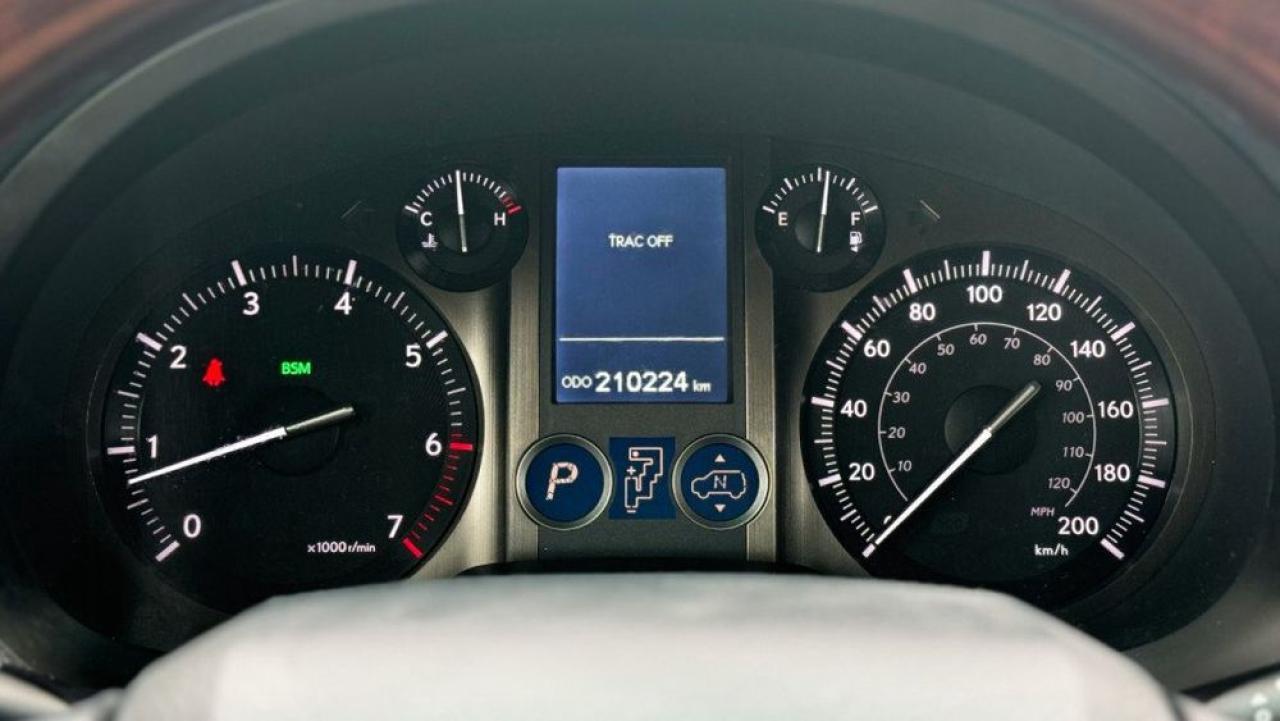 C H
E F
TRAC OFF
ODO 210224 km
0 1 2 3 4 5 6 7
BSM
x1000 r/min
P
+
−
N
20 40 60 80 100 120 140 160 180 200
km/h
10 20 30 40 50 60 70 80 90 100 110 120
MPH